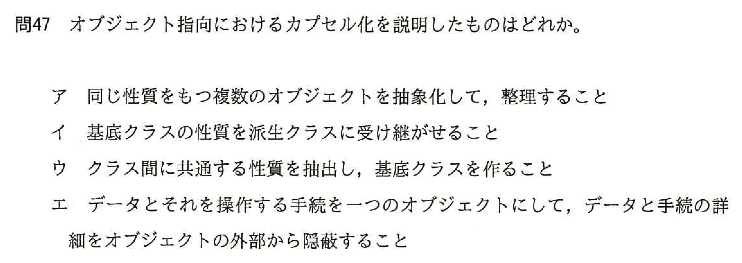 問47　オブジェクト指向におけるカプセル化を説明したものはどれか。
ア　同じ性質をもつ複数のオブジェクトを抽象化して，整理すること
イ　基底クラスの性質を派生クラスに受け継がせること
ウ　クラス間に共通する性質を抽出し，基底クラスを作ること
エ　データとそれを操作する手続を一つのオブジェクトにして，データと手続の詳
細をオブジェクトの外部から隠蔽すること